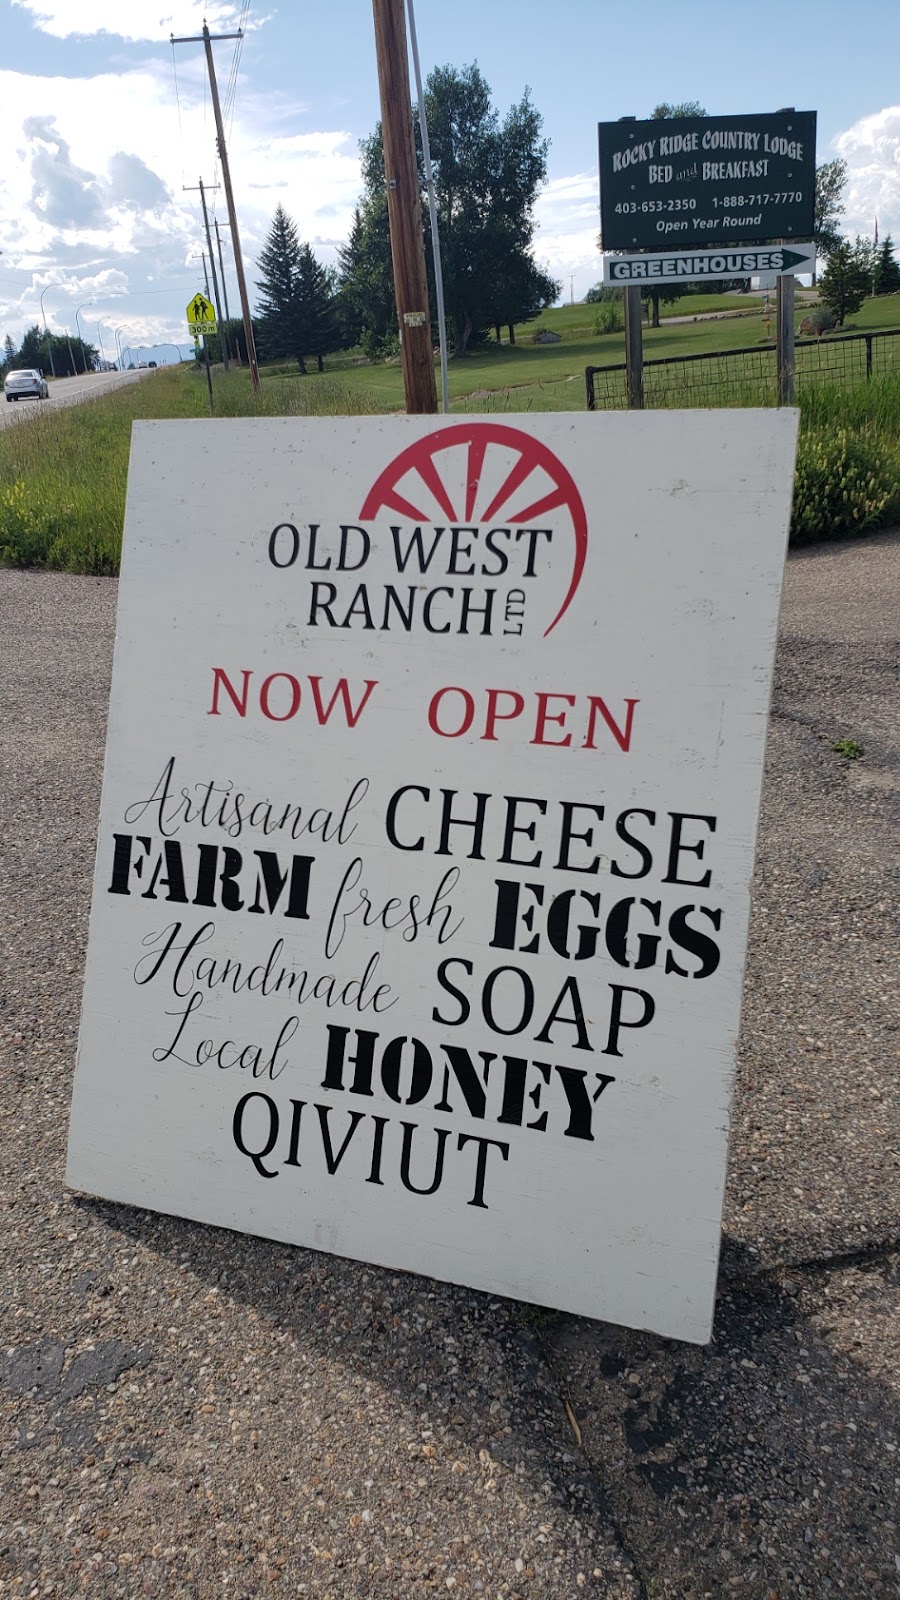 ROCKY RIDGE COUNTRY LODGE
BED and BREAKFAST
403-653-2350 1-888-717-7770
Open Year Round
GREENHOUSES
300 m
OLD WEST
RANCH LTD
NOW OPEN
Artisanal CHEESE
FARM fresh EGGS
Handmade SOAP
Local HONEY
QIVIUT